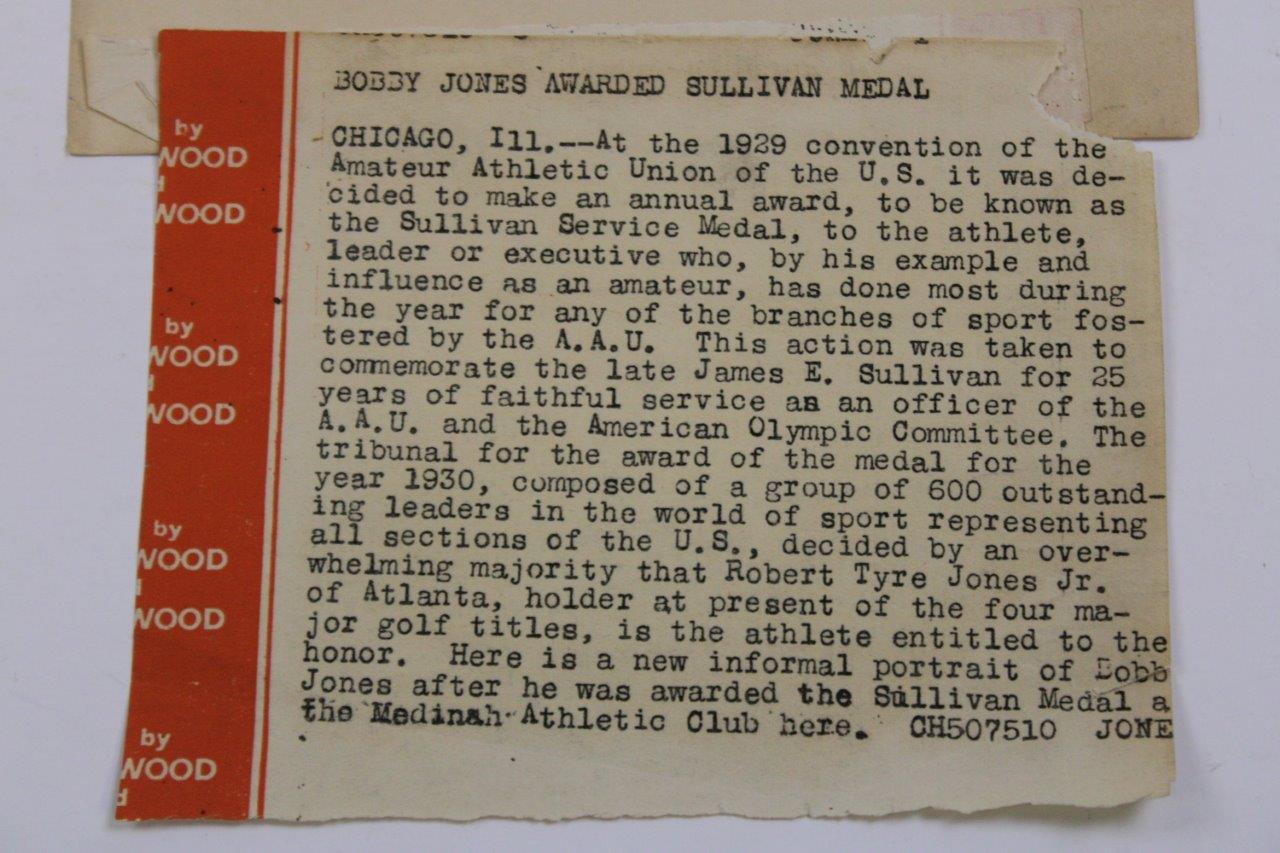 BOBBY JONES AWARDED SULLIVAN MEDAL
CHICAGO, Ill.--At the 1929 convention of the
Amateur Athletic Union of the U.S. it was de-
cided to make an annual award, to be known as
the Sullivan Service Medal, to the athlete,
leader or executive who, by his example and
influence as an amateur, has done most during
the year for any of the branches of sport fos-
tered by the A.A.U. This action was taken to
commemorate the late James E. Sullivan for 25
years of faithful service as an officer of the
A.A.U. and the American Olympic Committee. The
tribunal for the award of the medal for the
year 1930, composed of a group of 600 outstand-
ing leaders in the world of sport representing
all sections of the U.S., decided by an over-
whelming majority that Robert Tyre Jones Jr.
of Atlanta, holder at present of the four ma-
jor golf titles, is the athlete entitled to the
honor. Here is a new informal portrait of Bobb
Jones after he was awarded the Sullivan Medal a
the Medinah Athletic Club here. CH507510 JONE
by
WOOD
d
WOOD
by
WOOD
d
WOOD
by
WOOD
d
WOOD
by
WOOD
d